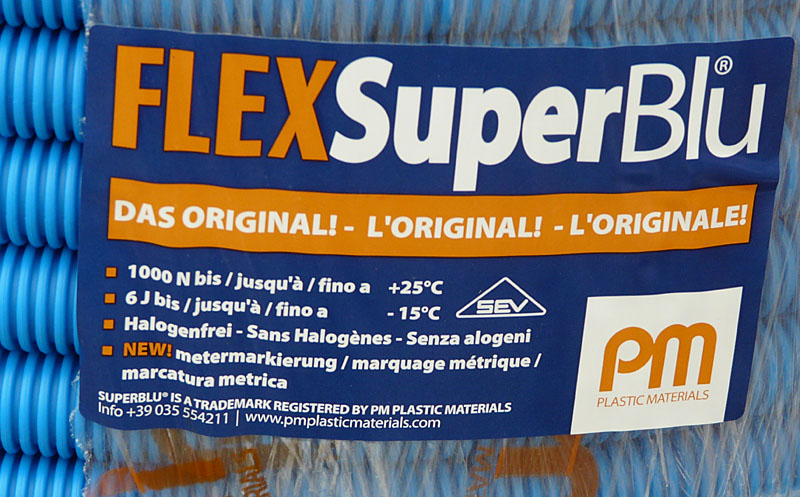 FLEXSuperBlu®
DAS ORIGINAL! - L'ORIGINAL! - L'ORIGINALE!
1000 N bis / jusqu'à / fino a +25°C
6 J bis / jusqu'à / fino a - 15°C
SEV
Halogenfrei - Sans Halogènes - Senza alogeni
NEW! metermarkierung / marquage métrique /
marcatura metrica
SUPERBLU® IS A TRADEMARK REGISTERED BY PM PLASTIC MATERIALS
Info +39 035 554211 | www.pmplasticmaterials.com
PM
PLASTIC MATERIALS